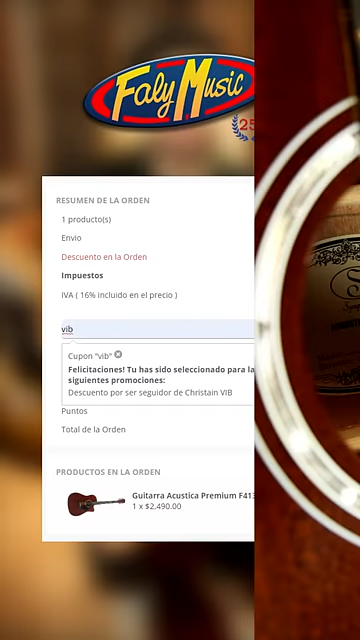 Faly Music
25
RESUMEN DE LA ORDEN
1 producto(s)
Envio
Descuento en la Orden
Impuestos
IVA ( 16% incluido en el precio )
vib
Cupon "vib"
Felicitaciones! Tu has sido seleccionado para la
siguientes promociones:
Descuento por ser seguidor de Christain VIB
Puntos
Total de la Orden
PRODUCTOS EN LA ORDEN
Guitarra Acustica Premium F413
1 x $2,490.00